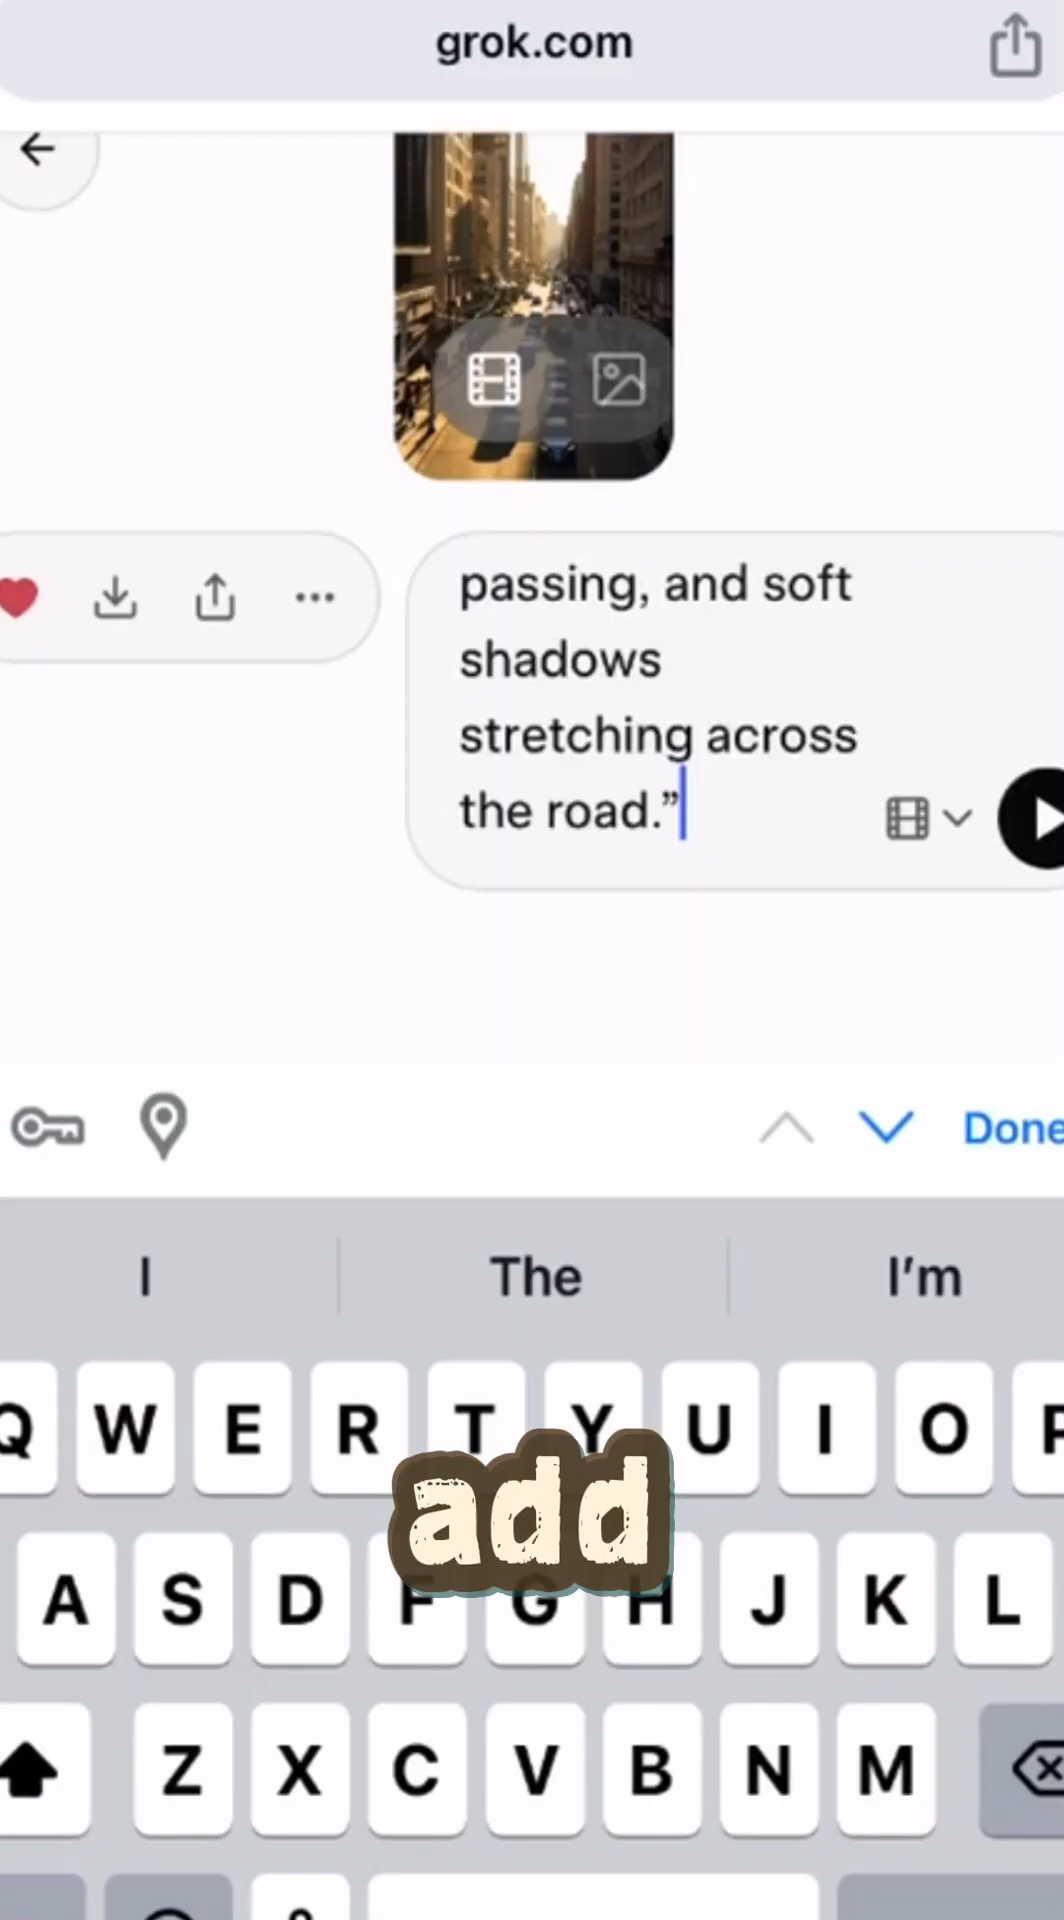 grok.com
passing, and soft
shadows
stretching across
the road.”
Done
I
The
I’m
Q W E R T Y U I O P
add
A S D F G H J K L
Z X C V B N M